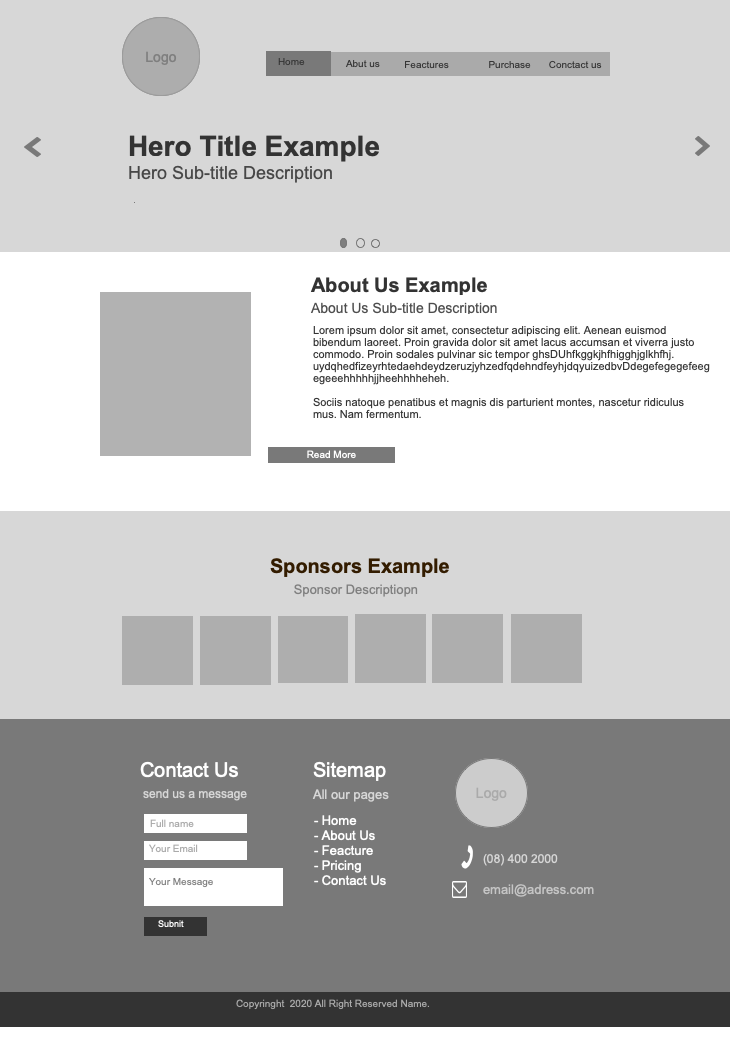 Logo
Home Abut us Feactures Purchase Conctact us
Hero Title Example
Hero Sub-title Description
About Us Example
About Us Sub-title Description
Lorem ipsum dolor sit amet, consectetur adipiscing elit. Aenean euismod
bibendum laoreet. Proin gravida dolor sit amet lacus accumsan et viverra justo
commodo. Proin sodales pulvinar sic tempor ghsDUhfkggkjhfhigghjglkhfhj.
uydqhedfizeyrhtedaehdeydzeruzjyhzedfqdehndfeyhjdqyuizedbvDdegefegegefeeg
egeeehhhhhjjheehhhheheh.
Sociis natoque penatibus et magnis dis parturient montes, nascetur ridiculus
mus. Nam fermentum.
Read More
Sponsors Example
Sponsor Descriptiopn
Contact Us
send us a message
Full name
Your Email
Your Message
Subnit
Sitemap
All our pages
- Home
- About Us
- Feacture
- Pricing
- Contact Us
Logo
(08) 400 2000
email@adress.com
Copyringht 2020 All Right Reserved Name.